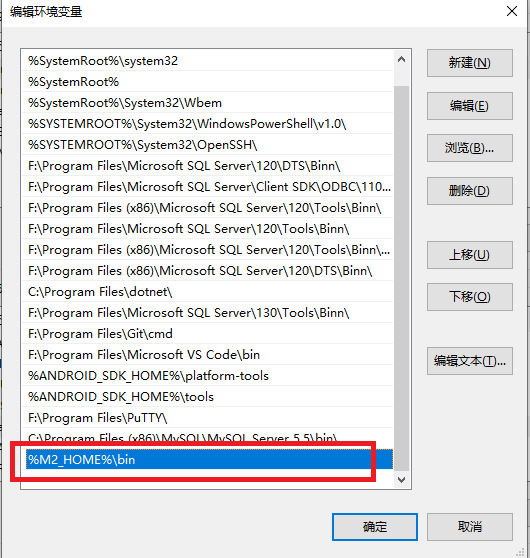 编辑环境变量
%SystemRoot%\system32
%SystemRoot%
%SystemRoot%\System32\Wbem
%SYSTEMROOT%\System32\WindowsPowerShell\v1.0\
%SYSTEMROOT%\System32\OpenSSH\
F:\Program Files\Microsoft SQL Server\120\DTS\Binn\
F:\Program Files\Microsoft SQL Server\Client SDK\ODBC\110...
F:\Program Files (x86)\Microsoft SQL Server\120\Tools\Binn\
F:\Program Files\Microsoft SQL Server\120\Tools\Binn\
F:\Program Files (x86)\Microsoft SQL Server\120\Tools\Binn\...
F:\Program Files (x86)\Microsoft SQL Server\120\DTS\Binn\
C:\Program Files\dotnet\
F:\Program Files\Microsoft SQL Server\130\Tools\Binn\
F:\Program Files\Git\cmd
F:\Program Files\Microsoft VS Code\bin
%ANDROID_SDK_HOME%\platform-tools
%ANDROID_SDK_HOME%\tools
F:\Program Files\PuTTY\
C:\Program Files (x86)\MySQL\MySQL Server 5.5\bin\
%M2_HOME%\bin
新建(N)
编辑(E)
浏览(B)...
删除(D)
上移(U)
下移(O)
编辑文本(T)...
确定
取消